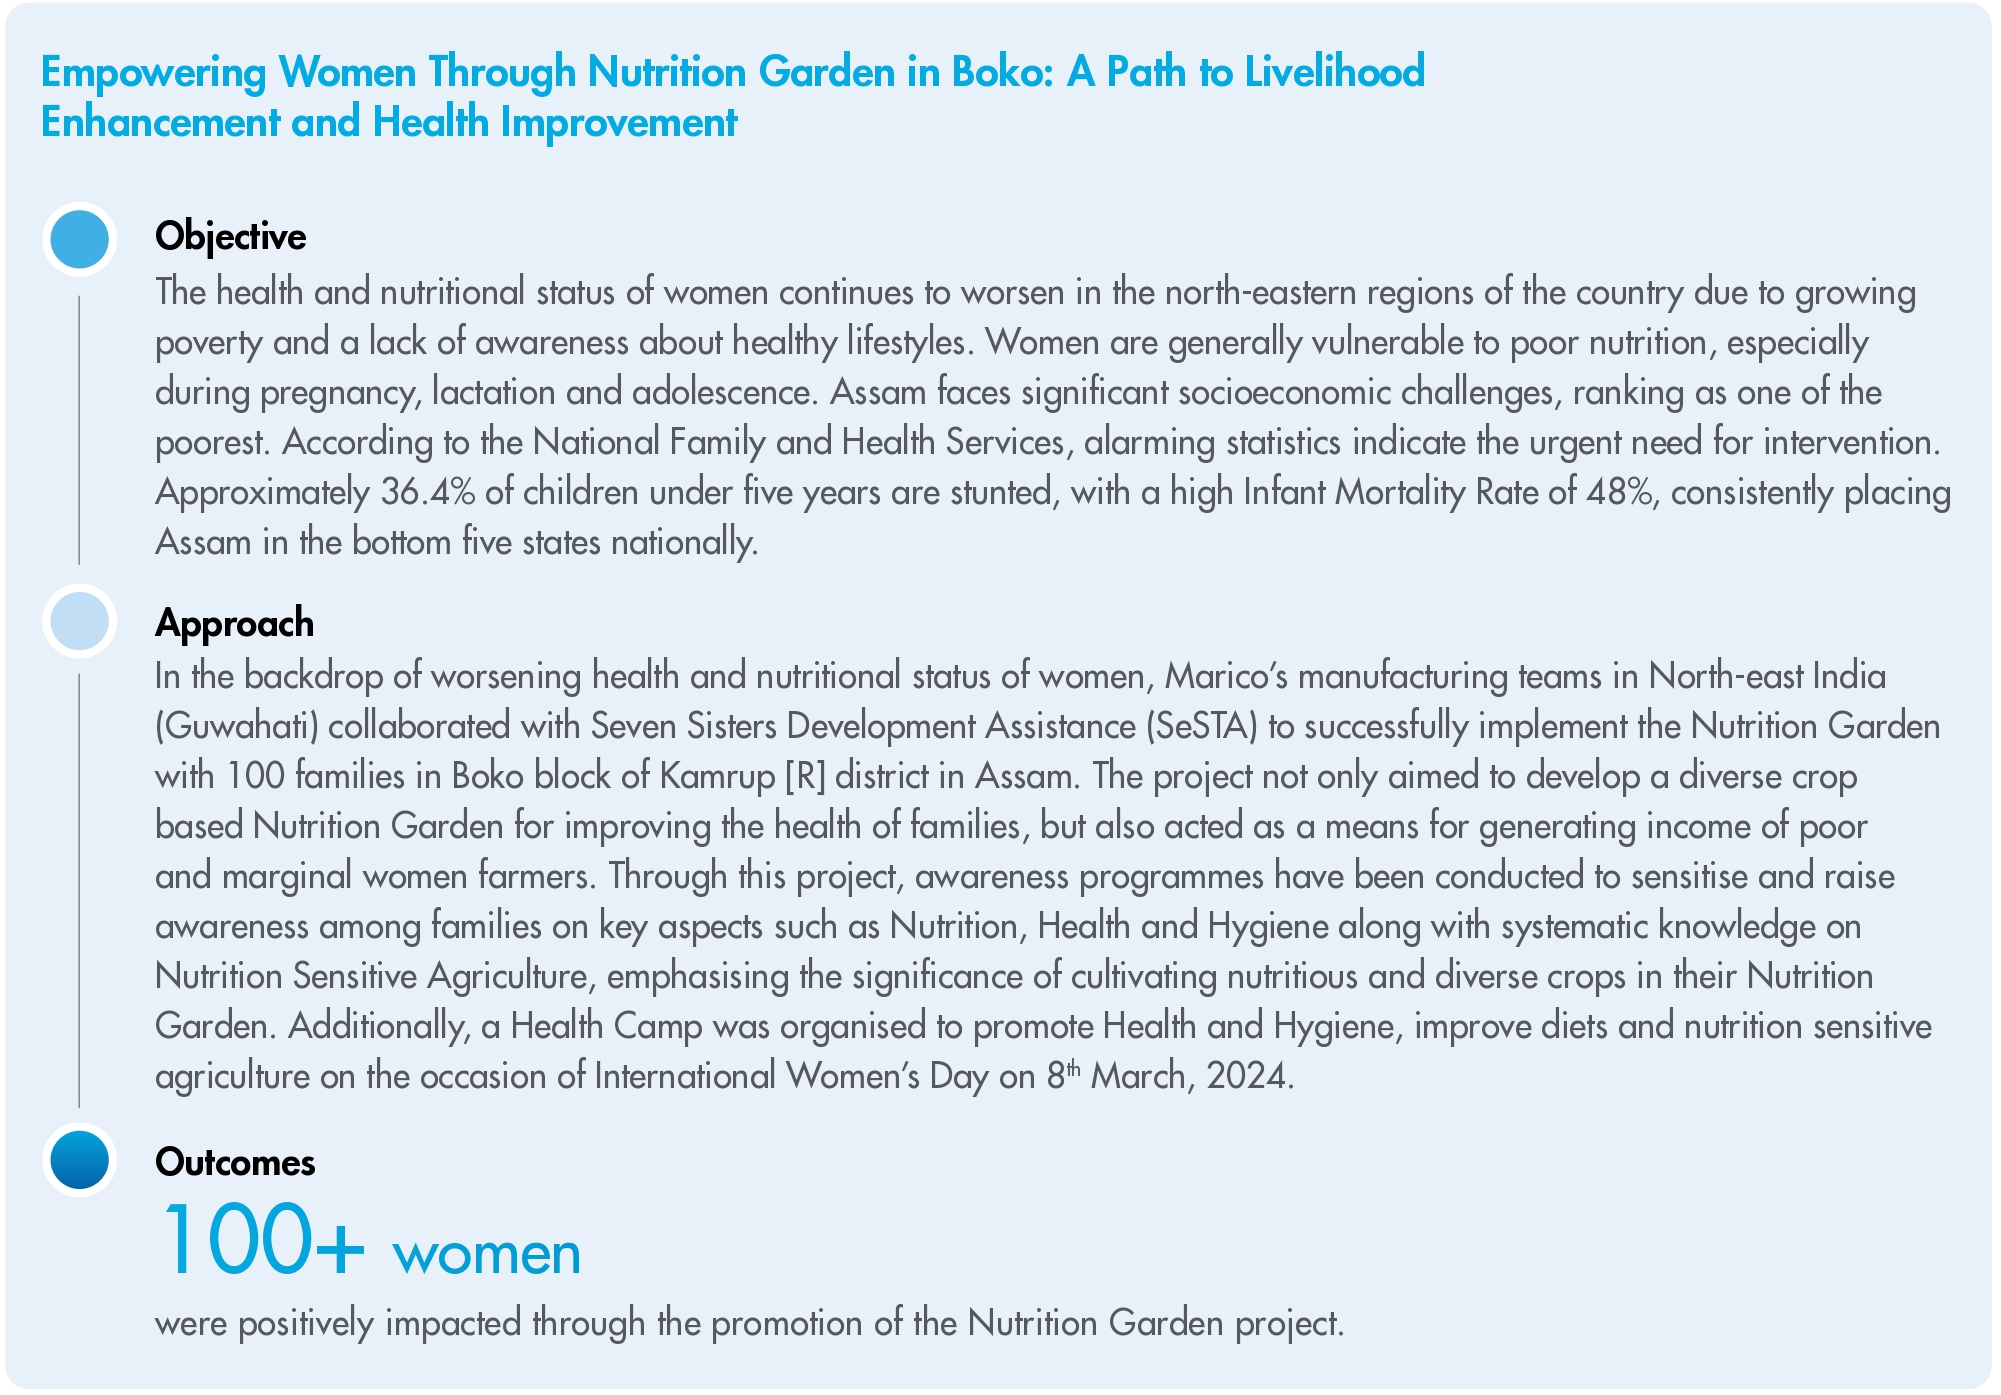 Empowering Women Through Nutrition Garden in Boko: A Path to Livelihood
Enhancement and Health Improvement
Objective
The health and nutritional status of women continues to worsen in the north-eastern regions of the country due to growing
poverty and a lack of awareness about healthy lifestyles. Women are generally vulnerable to poor nutrition, especially
during pregnancy, lactation and adolescence. Assam faces significant socioeconomic challenges, ranking as one of the
poorest. According to the National Family and Health Services, alarming statistics indicate the urgent need for intervention.
Approximately 36.4% of children under five years are stunted, with a high Infant Mortality Rate of 48%, consistently placing
Assam in the bottom five states nationally.
Approach
In the backdrop of worsening health and nutritional status of women, Marico’s manufacturing teams in North-east India
(Guwahati) collaborated with Seven Sisters Development Assistance (SeSTA) to successfully implement the Nutrition Garden
with 100 families in Boko block of Kamrup [R] district in Assam. The project not only aimed to develop a diverse crop
based Nutrition Garden for improving the health of families, but also acted as a means for generating income of poor
and marginal women farmers. Through this project, awareness programmes have been conducted to sensitise and raise
awareness among families on key aspects such as Nutrition, Health and Hygiene along with systematic knowledge on
Nutrition Sensitive Agriculture, emphasising the significance of cultivating nutritious and diverse crops in their Nutrition
Garden. Additionally, a Health Camp was organised to promote Health and Hygiene, improve diets and nutrition sensitive
agriculture on the occasion of International Women’s Day on 8th March, 2024.
Outcomes
100+ women
were positively impacted through the promotion of the Nutrition Garden project.